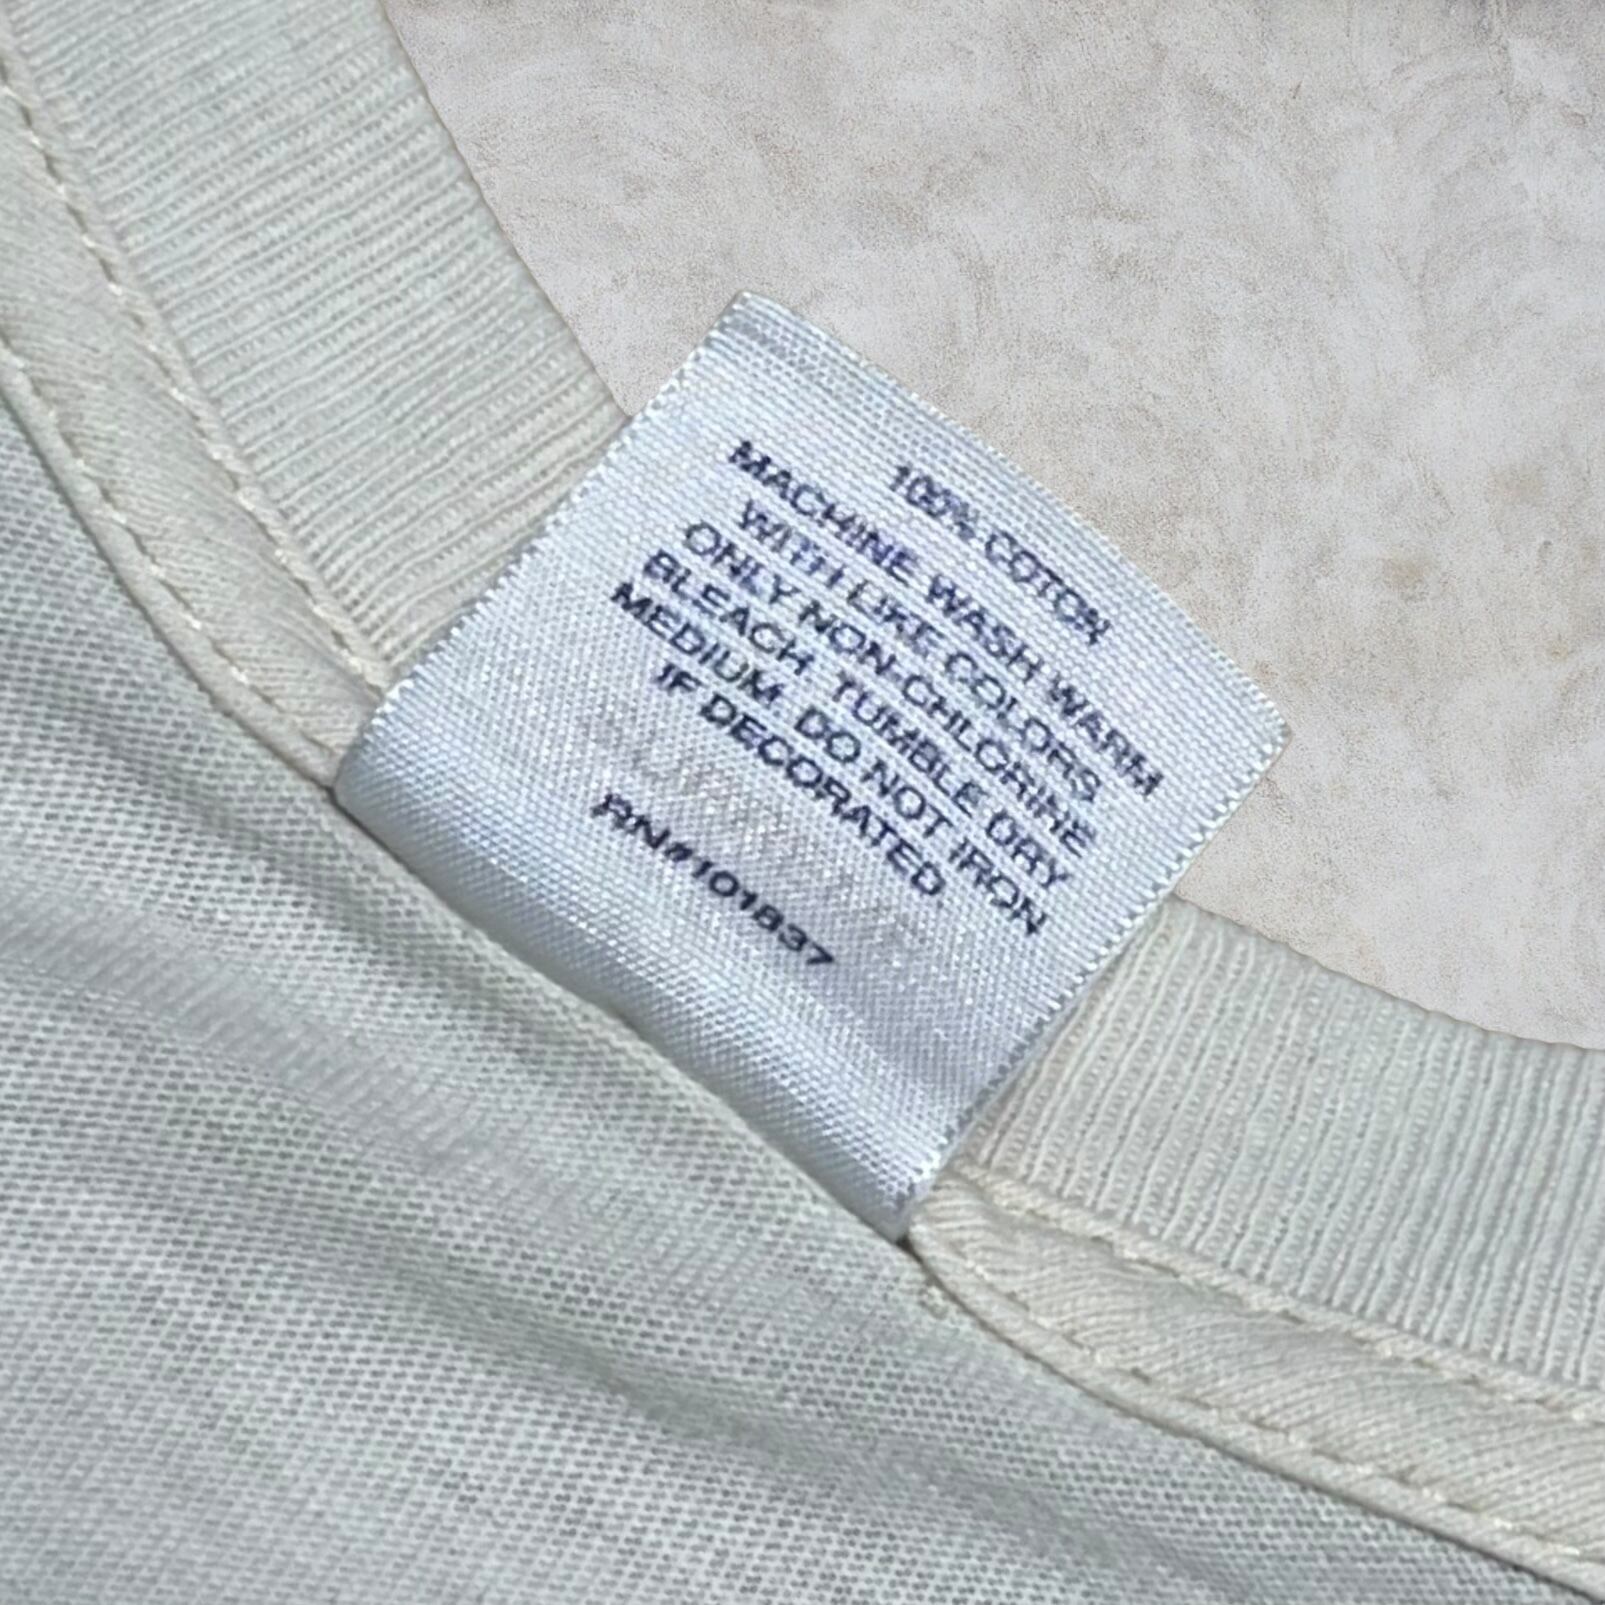 100% COTTON
MACHINE WASH WARM
WITH LIKE COLORS
ONLY NON-CHLORINE
BLEACH TUMBLE DRY
MEDIUM. DO NOT IRON
IF DECORATED.
RN#101837